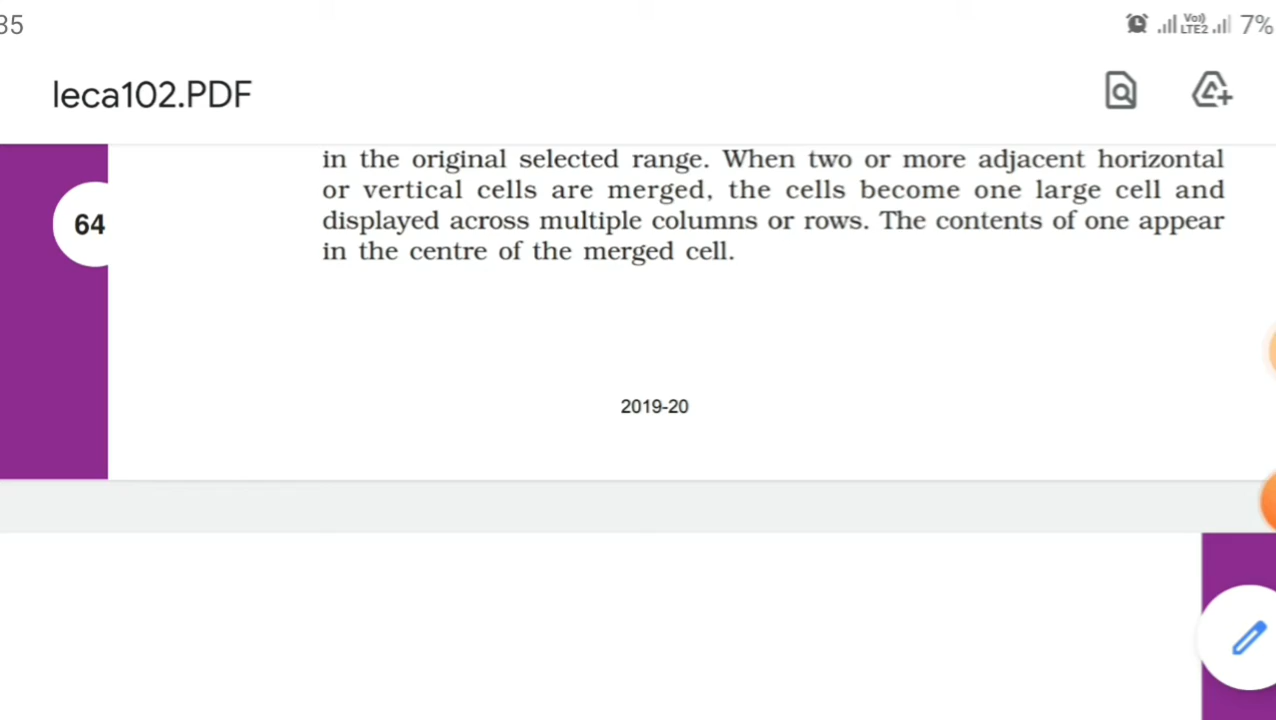 35
Vo))
LTE2
7%
leca102.PDF
in the original selected range. When two or more adjacent horizontal
64
or vertical cells are merged, the cells become one large cell and
displayed across multiple columns or rows. The contents of one appear
in the centre of the merged cell.
2019-20